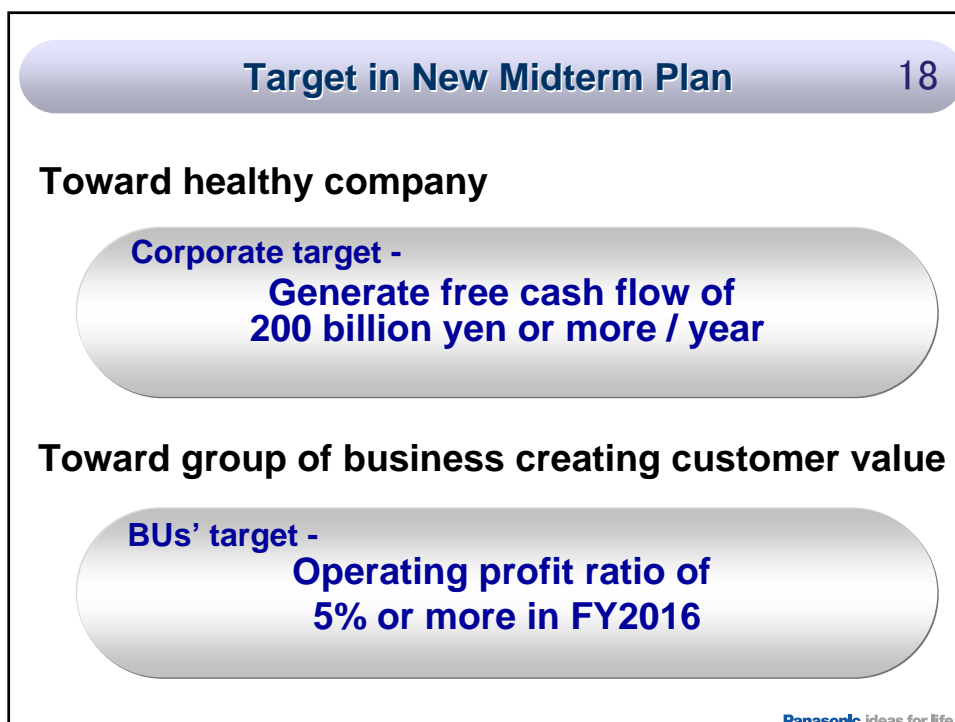 Target in New Midterm Plan
18
Toward healthy company
Corporate target -
Generate free cash flow of
200 billion yen or more / year
Toward group of business creating customer value
BUs' target -
Operating profit ratio of
5% or more in FY2016
Panasonic ideas for life